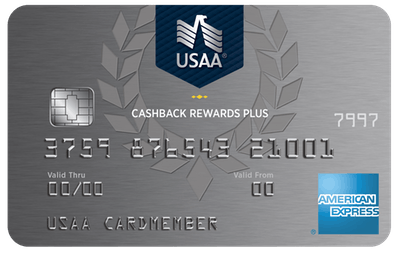 USAA®
CASHBACK REWARDS PLUS
7997
3759 876543 21001
Valid Thru Valid From
00/00 00
USAA CARDMEMBER
AMERICAN EXPRESS
®